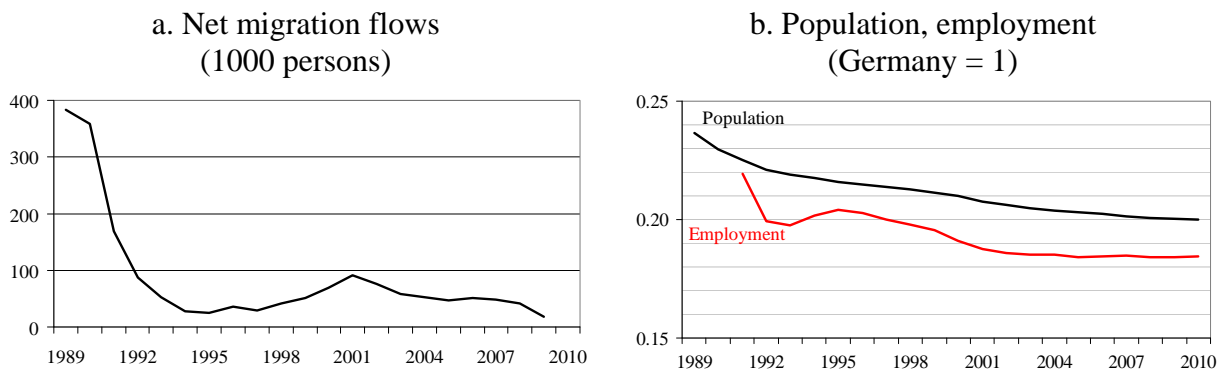 a. Net migration flows
(1000 persons)
400
300
200
100
0
1989 1992 1995 1998 2001 2004 2007 2010
b. Population, employment
(Germany = 1)
0.25
Population
0.20
Employment
0.15
1989 1992 1995 1998 2001 2004 2007 2010